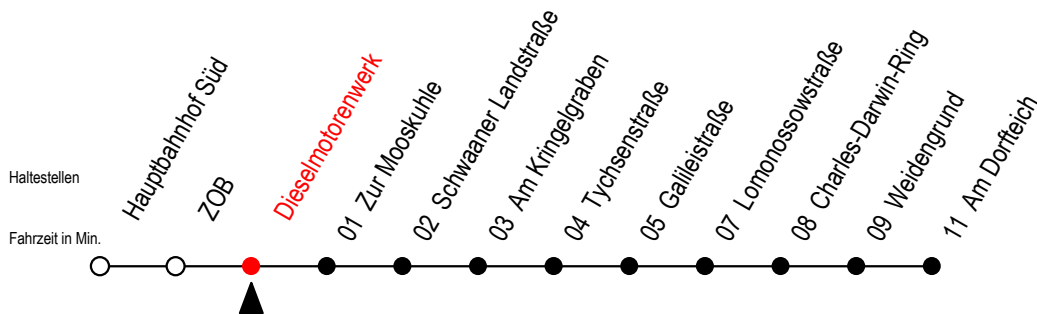 Haltestellen
Fahrzeit in Min.
Hauptbahnhof Süd
ZOB
Dieselmotorenwerk
01 Zur Mooskuhle
02 Schwaaner Landstraße
03 Am Kringelgraben
04 Tychsenstraße
05 Galileistraße
07 Lomonossowstraße
08 Charles-Darwin-Ring
09 Weidengrund
11 Am Dorfteich